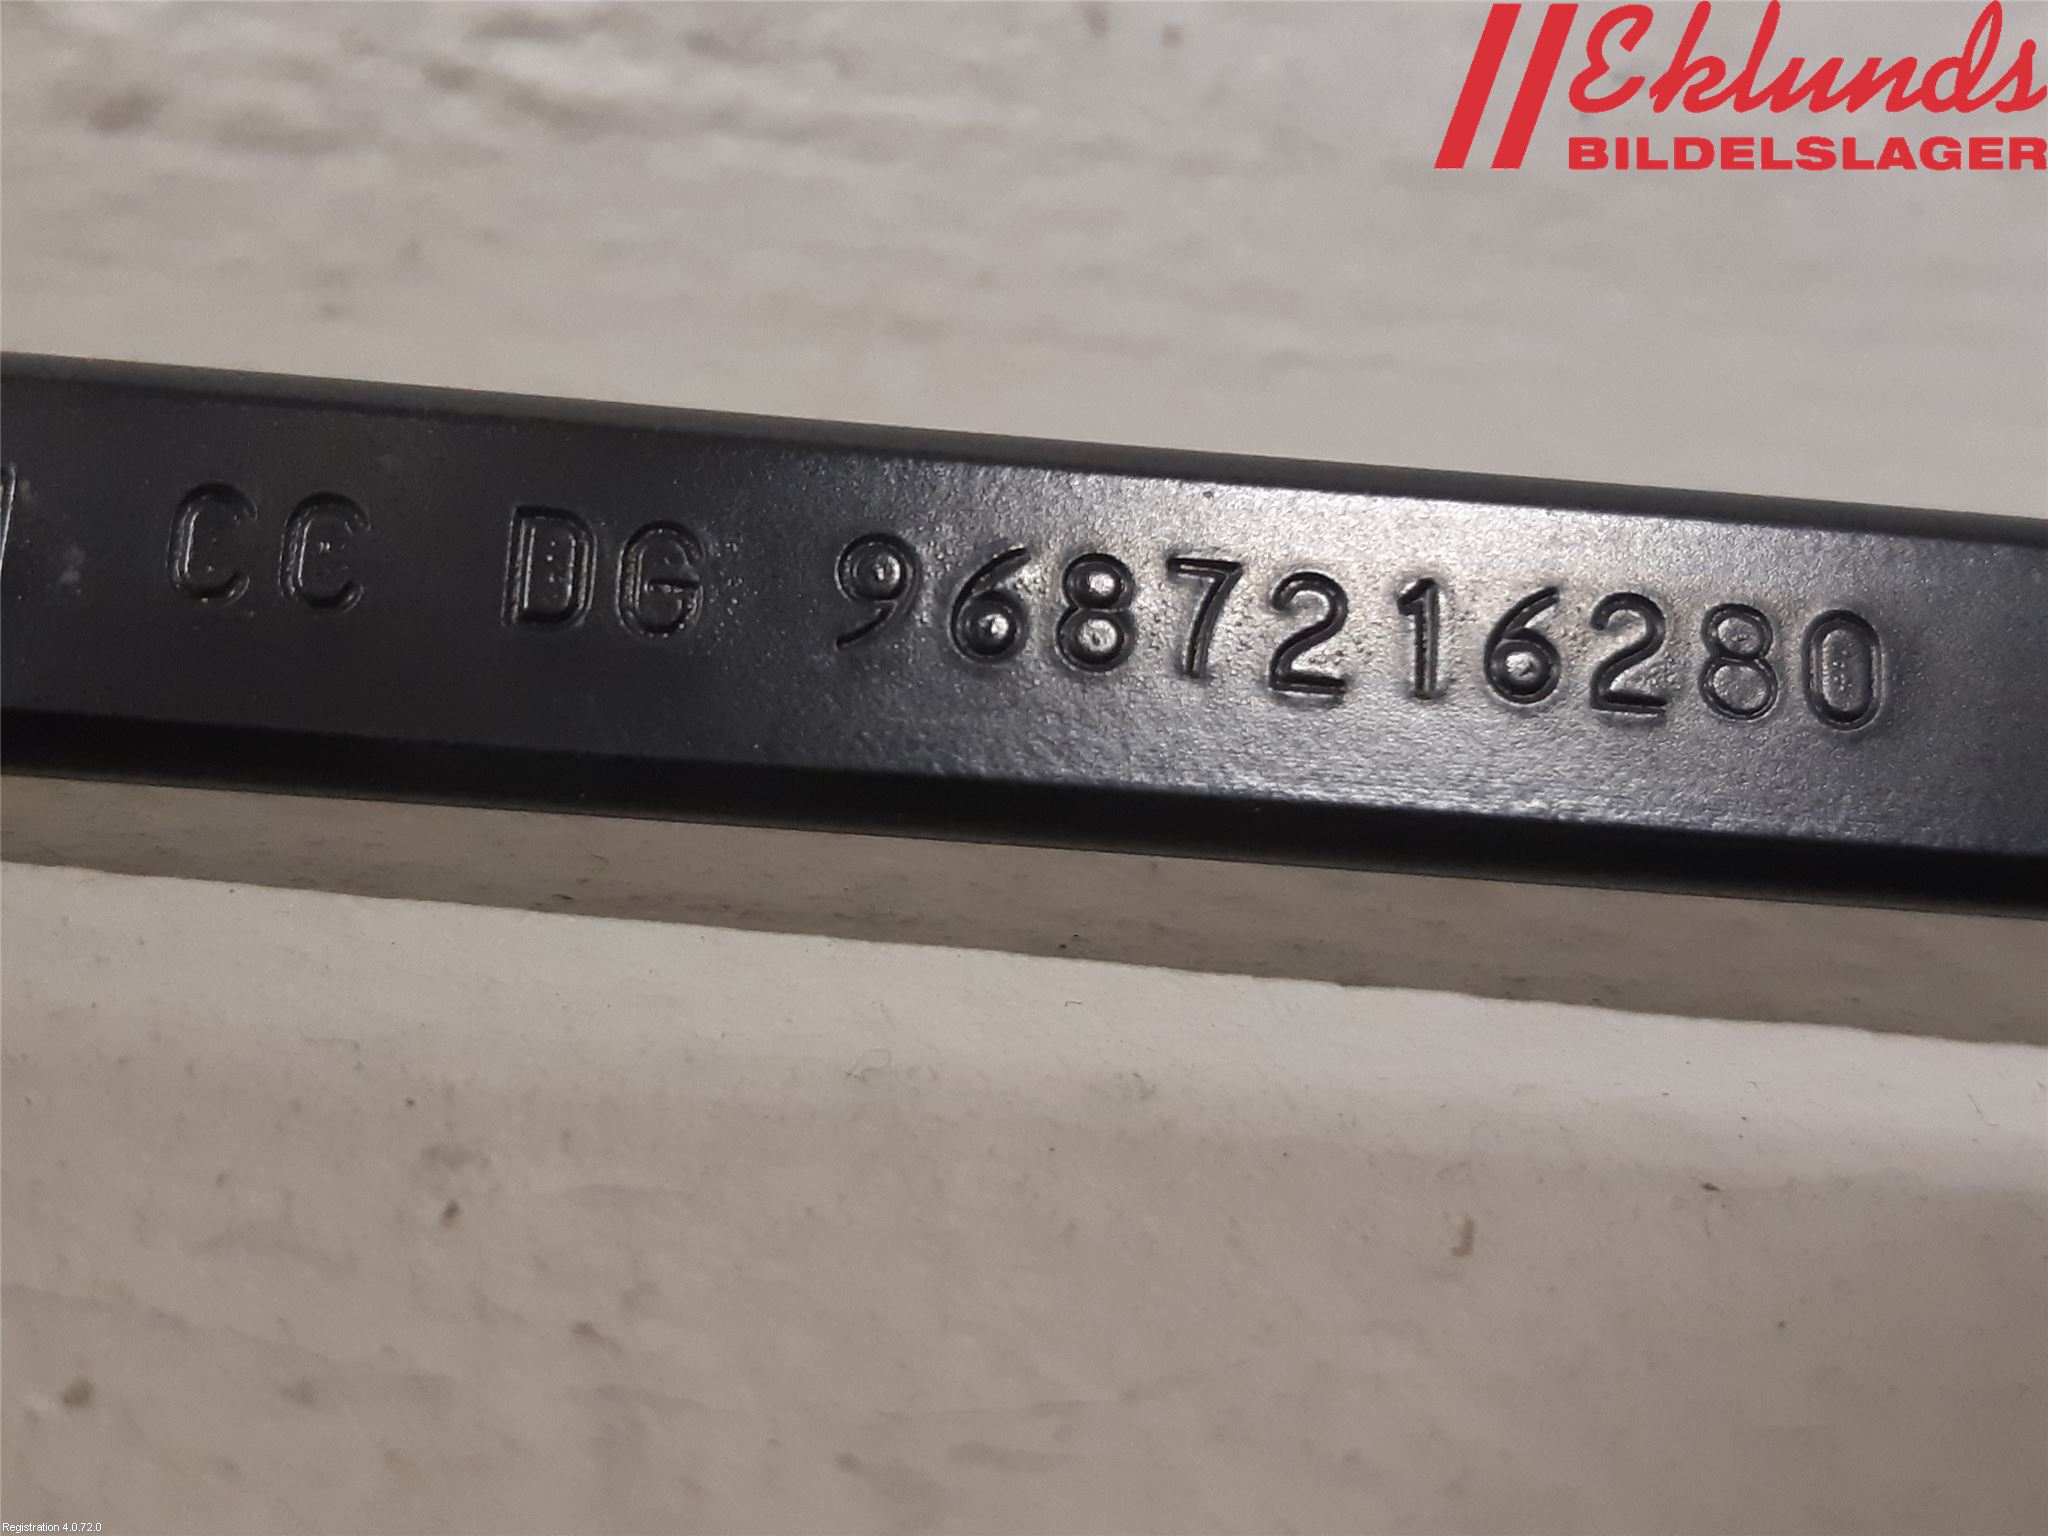 Eklunds
BILDELSLAGER
CC DG 9687216280
Registration 4.0.72.0